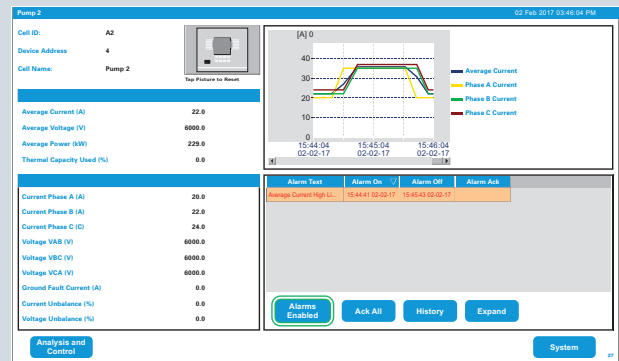 Pump 2
02 Feb 2017 03:46:04 PM
Cell ID: A2
Device Address 4
Cell Name: Pump 2
Tap Picture to Reset
Average Current (A) 22.0
Average Voltage (V) 6000.0
Average Power (kW) 229.0
Thermal Capacity Used (%) 0.0
Current Phase A (A) 20.0
Current Phase B (A) 22.0
Current Phase C (C) 24.0
Voltage VAB (V) 6000.0
Voltage VBC (V) 6000.0
Voltage VCA (V) 6000.0
Ground Fault Current (A) 0.0
Current Unbalance (%) 0.0
Voltage Unbalance (%) 0.0
[A] 0
40
30
20
10
0
15:44:04 15:45:04 15:46:04
02-02-17 02-02-17 02-02-17
Average Current
Phase A Current
Phase B Current
Phase C Current
Alarm Text Alarm On Alarm Off Alarm Ack
Average Current High Li... 15:44:41 02-02-17 15:45:43 02-02-17
Alarms
Enabled
Ack All
History
Expand
Analysis and
Control
System
27